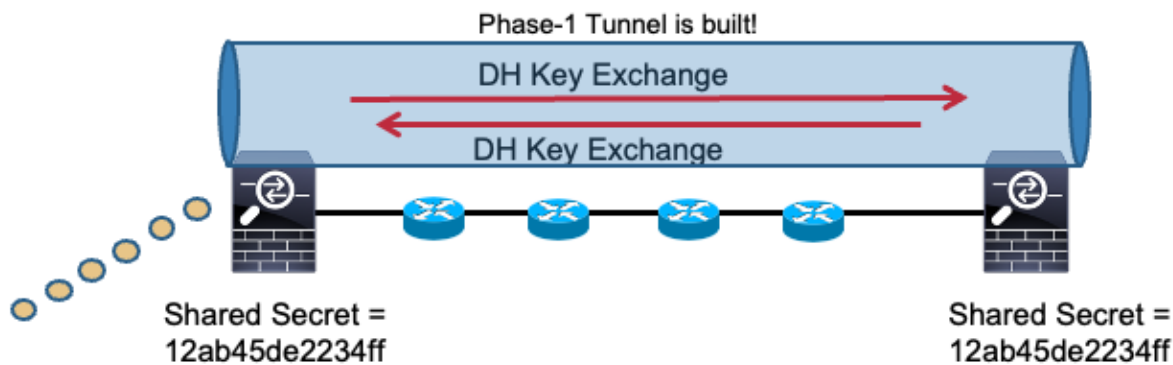 Phase-1 Tunnel is built!
DH Key Exchange
DH Key Exchange
Shared Secret =
12ab45de2234ff
Shared Secret =
12ab45de2234ff